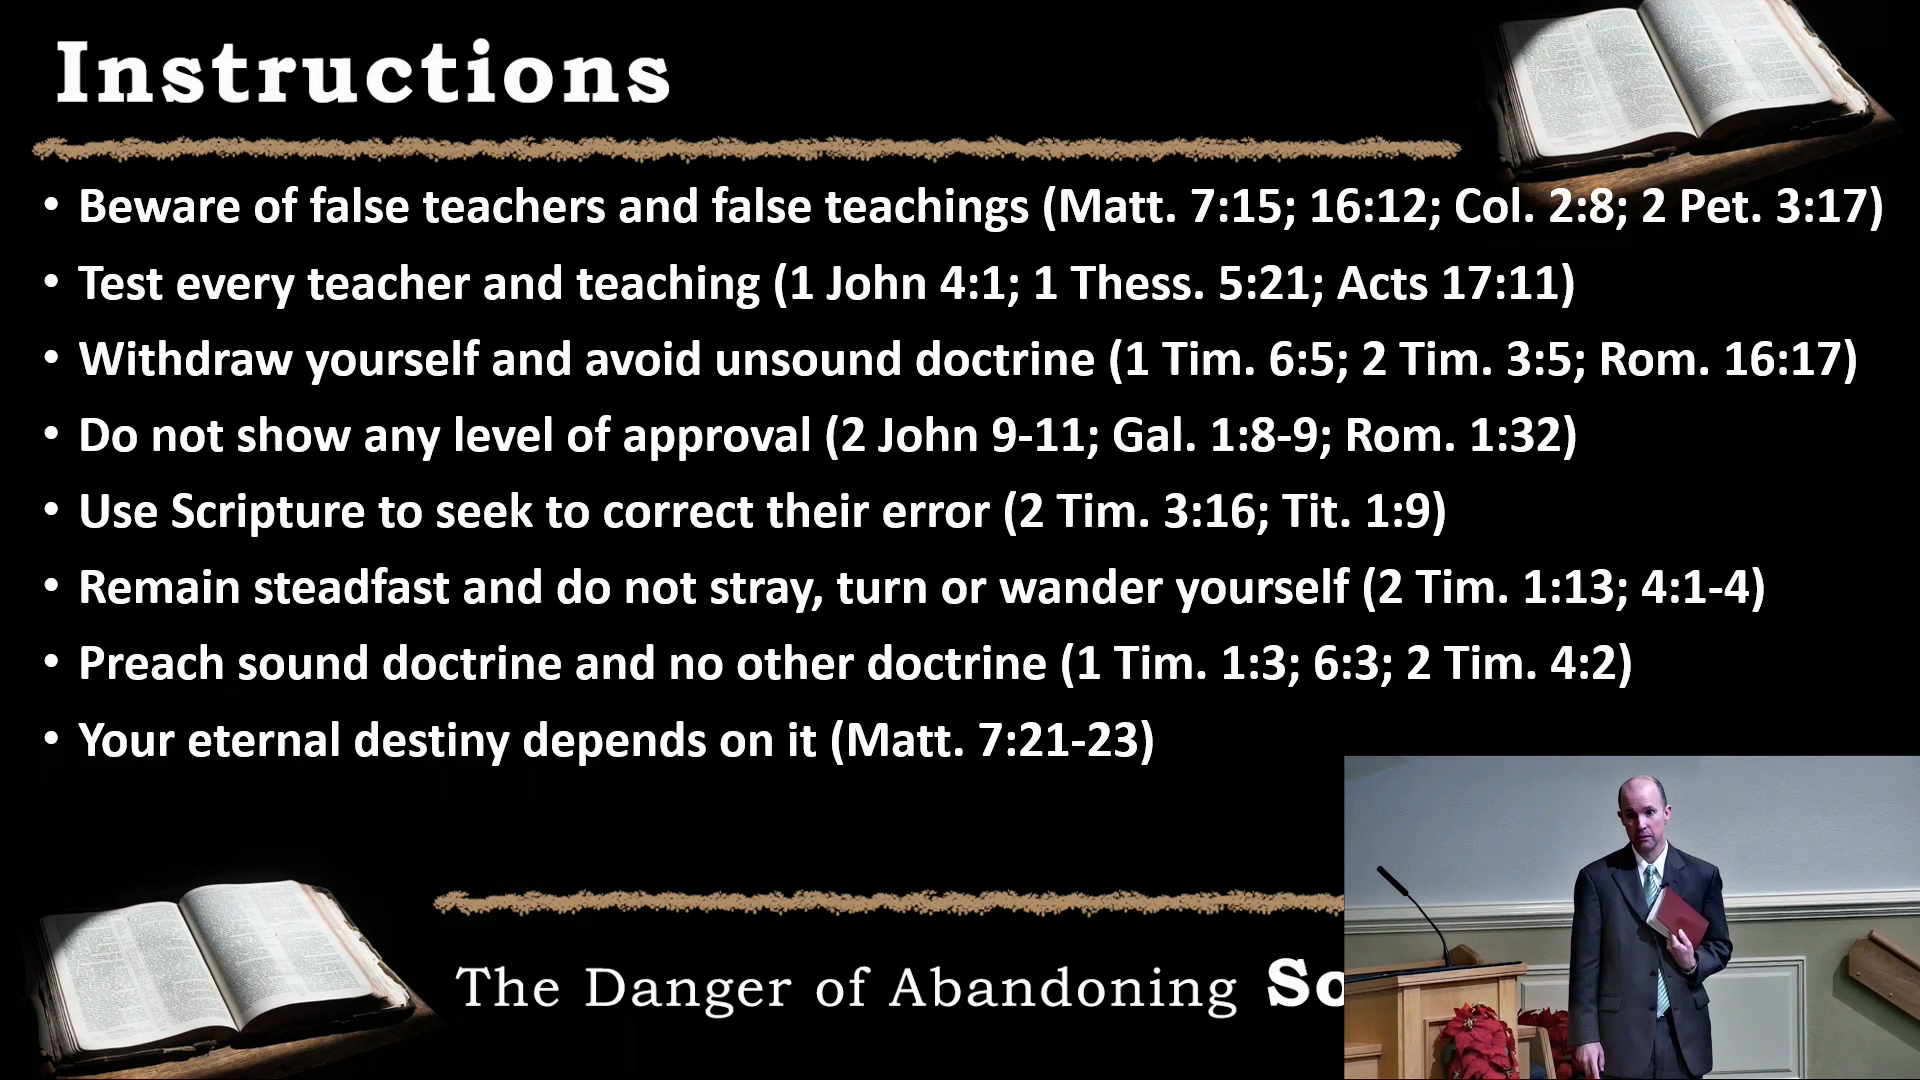 Instructions
• Beware of false teachers and false teachings (Matt. 7:15; 16:12; Col. 2:8; 2 Pet. 3:17)
• Test every teacher and teaching (1 John 4:1; 1 Thess. 5:21; Acts 17:11)
• Withdraw yourself and avoid unsound doctrine (1 Tim. 6:5; 2 Tim. 3:5; Rom. 16:17)
• Do not show any level of approval (2 John 9-11; Gal. 1:8-9; Rom. 1:32)
• Use Scripture to seek to correct their error (2 Tim. 3:16; Tit. 1:9)
• Remain steadfast and do not stray, turn or wander yourself (2 Tim. 1:13; 4:1-4)
• Preach sound doctrine and no other doctrine (1 Tim. 1:3; 6:3; 2 Tim. 4:2)
• Your eternal destiny depends on it (Matt. 7:21-23)
The Danger of Abandoning So